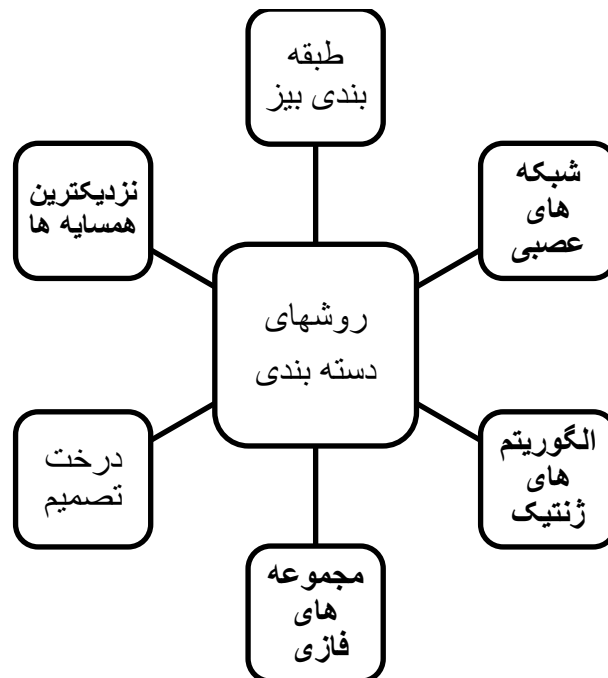 طبقه
بندی بیز
شبکه
های
عصبی
نزدیکترین
همسایه ها
روشهای
دسته بندی
الگوریتم
های
ژنتیک
درخت
تصمیم
مجموعه
های
فازی